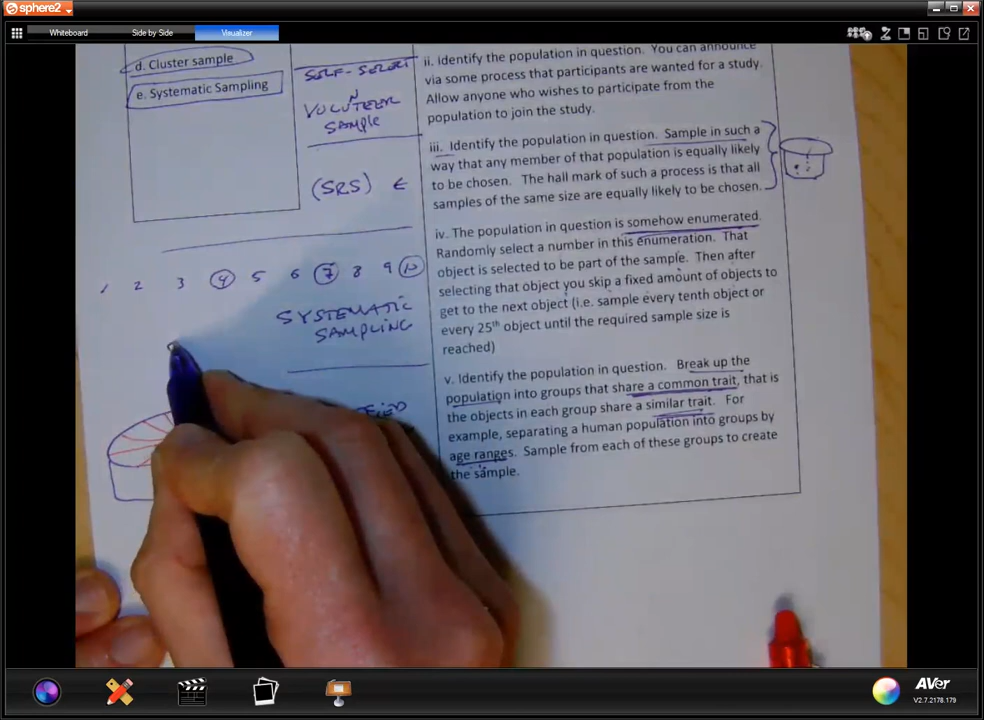 sphere2
Whiteboard
Side by Side
Visualizer
d. Cluster sample
e. Systematic Sampling
SELF-SELECT
VOLUNTEER
SAMPLE
(SRS) ←
1 2 3 4 5 6 7 8 9 10
SYSTEMATIC
SAMPLING
ii. Identify the population in question. You can announce
via some process that participants are wanted for a study.
Allow anyone who wishes to participate from the
population to join the study.
iii. Identify the population in question. Sample in such a
way that any member of that population is equally likely
to be chosen. The hall mark of such a process is that all
samples of the same size are equally likely to be chosen.
iv. The population in question is somehow enumerated.
Randomly select a number in this enumeration. That
object is selected to be part of the sample. Then after
selecting that object you skip a fixed amount of objects to
get to the next object (i.e. sample every tenth object or
every 25th object until the required sample size is
reached)
v. Identify the population in question. Break up the
population into groups that share a common trait, that is
the objects in each group share a similar trait. For
example, separating a human population into groups by
age ranges. Sample from each of these groups to create
the sample.
AVer
V2.7.2178.179